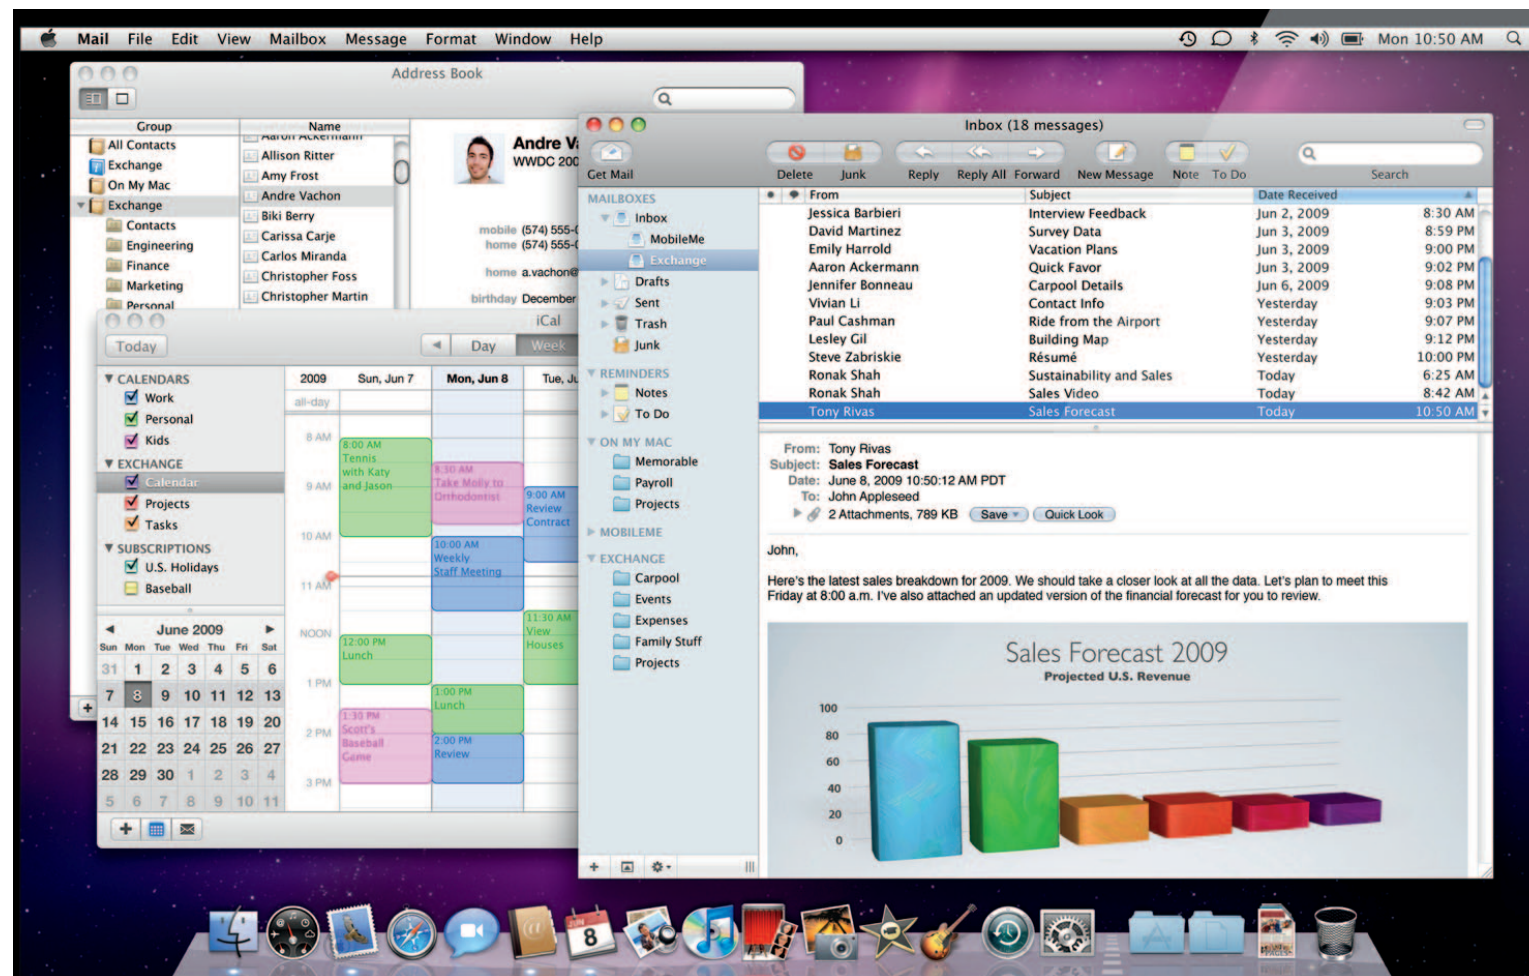 Mail File Edit View Mailbox Message Format Window Help
Mon 10:50 AM
Address Book
Group
Name
All Contacts
Exchange
On My Mac
Exchange
Contacts
Engineering
Finance
Marketing
Personal
Aaron Ackermann
Allison Ritter
Amy Frost
Andre Vachon
Biki Berry
Carissa Carje
Carlos Miranda
Christopher Foss
Christopher Martin
Andre V
WWDC 200
mobile (574) 555-
home (574) 555-
home a.vachon@
birthday December
iCal
Today
Day Week
CALENDARS
Work
Personal
Kids
EXCHANGE
Calendar
Projects
Tasks
SUBSCRIPTIONS
U.S. Holidays
Baseball
June 2009
Sun Mon Tue Wed Thu Fri Sat
31 1 2 3 4 5 6
7 8 9 10 11 12 13
14 15 16 17 18 19 20
21 22 23 24 25 26 27
28 29 30 1 2 3 4
5 6 7 8 9 10 11
2009 Sun, Jun 7 Mon, Jun 8 Tue, Ju
all-day
8 AM
9 AM
10 AM
11 AM
NOON
1 PM
2 PM
3 PM
8:00 AM
Tennis
with Katy
and Jason
12:00 PM
Lunch
1:30 PM
Scott's
Baseball
Game
8:30 AM
Take Molly to
Orthodontist
10:00 AM
Weekly
Staff Meeting
1:00 PM
Lunch
2:00 PM
Review
9:00 AM
Review
Contract
11:30 AM
View
Houses
Inbox (18 messages)
Get Mail
Delete Junk Reply Reply All Forward New Message Note To Do Search
MAILBOXES
Inbox
MobileMe
Exchange
Drafts
Sent
Trash
Junk
REMINDERS
Notes
To Do
ON MY MAC
Memorable
Payroll
Projects
MOBILEME
EXCHANGE
Carpool
Events
Expenses
Family Stuff
Projects
From Subject Date Received
Jessica Barbieri Interview Feedback Jun 2, 2009 8:30 AM
David Martinez Survey Data Jun 3, 2009 8:59 PM
Emily Harrold Vacation Plans Jun 3, 2009 9:00 PM
Aaron Ackermann Quick Favor Jun 3, 2009 9:02 PM
Jennifer Bonneau Carpool Details Jun 6, 2009 9:08 PM
Vivian Li Contact Info Yesterday 9:03 PM
Paul Cashman Ride from the Airport Yesterday 9:07 PM
Lesley Gil Building Map Yesterday 9:12 PM
Steve Zabriskie Résumé Yesterday 10:00 PM
Ronak Shah Sustainability and Sales Today 6:25 AM
Ronak Shah Sales Video Today 8:42 AM
Tony Rivas Sales Forecast Today 10:50 AM
From: Tony Rivas
Subject: Sales Forecast
Date: June 8, 2009 10:50:12 AM PDT
To: John Appleseed
2 Attachments, 789 KB Save Quick Look
John,
Here's the latest sales breakdown for 2009. We should take a closer look at all the data. Let's plan to meet this
Friday at 8:00 a.m. I've also attached an updated version of the financial forecast for you to review.
Sales Forecast 2009
Projected U.S. Revenue
100
80
60
40
20
0
JUN
8